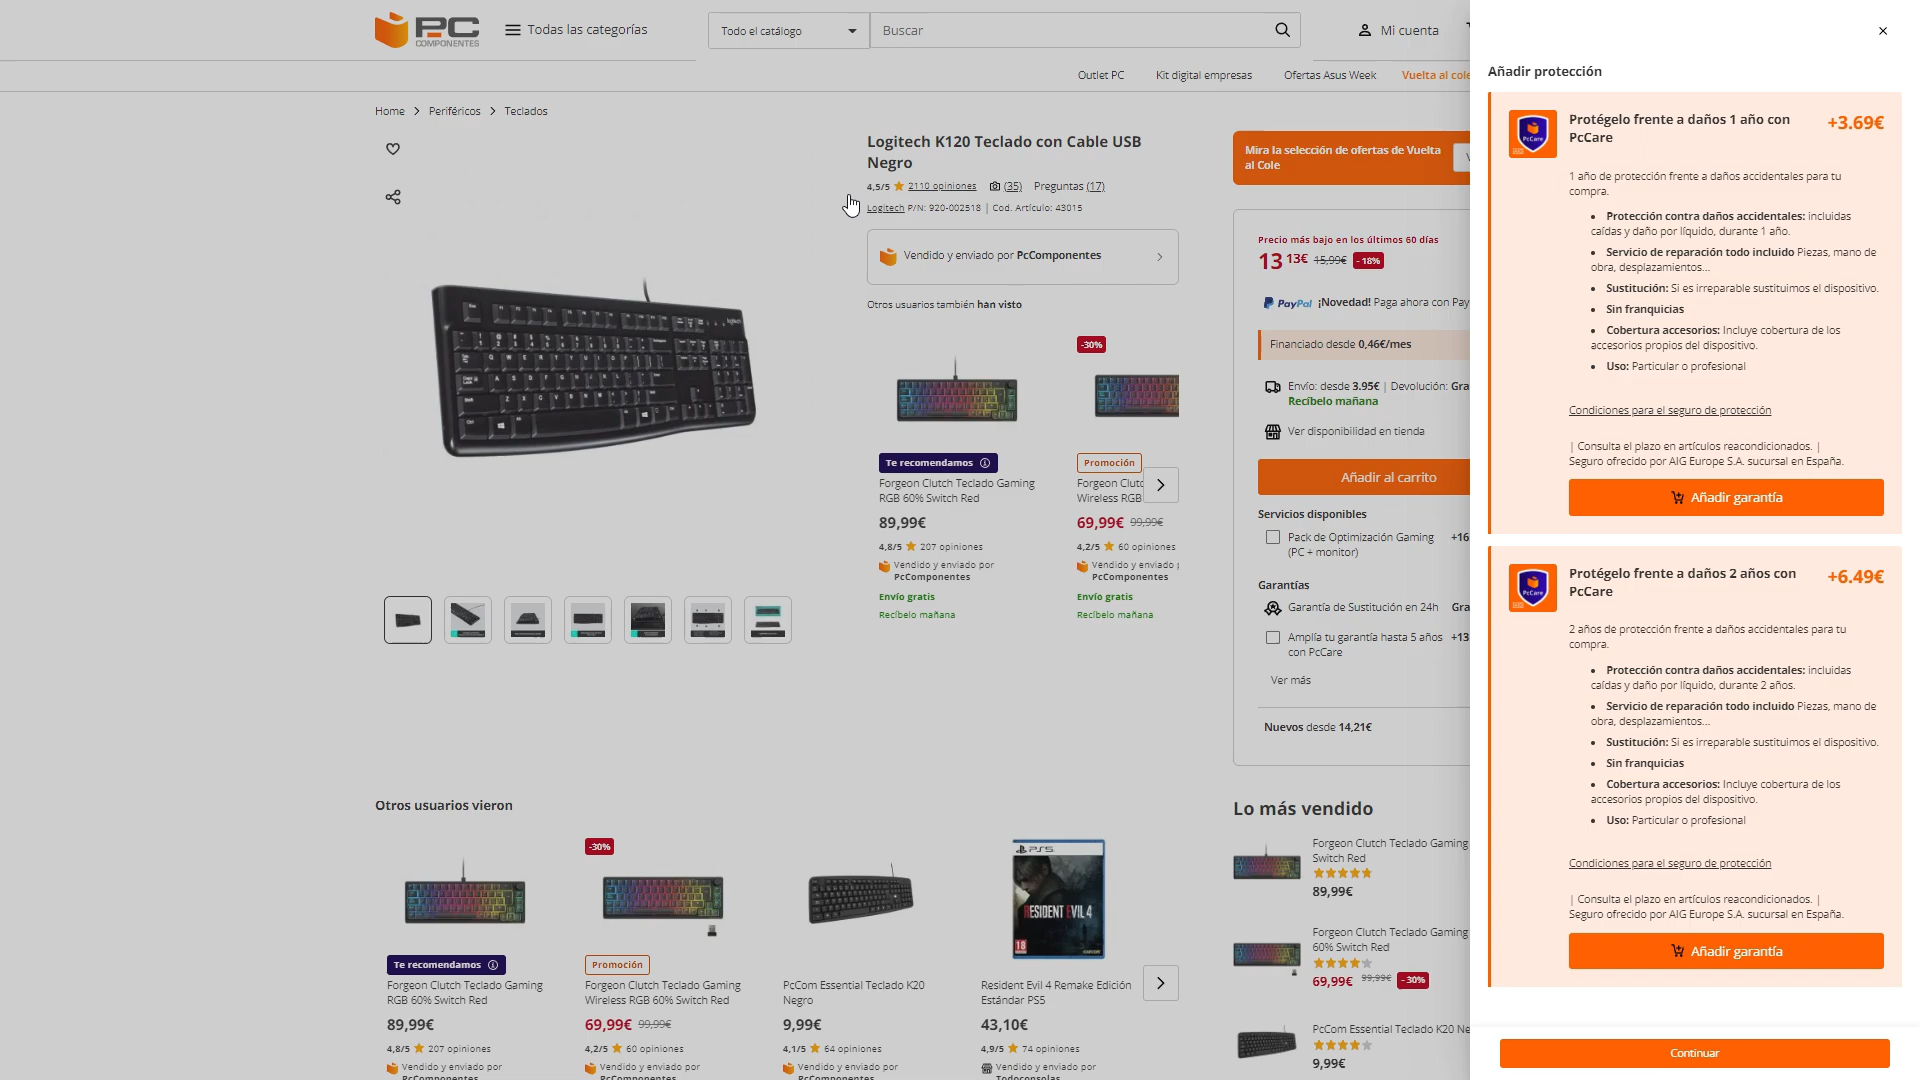 PC COMPONENTES
Todas las categorías
Todo el catálogo
Buscar
Mi cuenta
Outlet PC
Kit digital empresas
Ofertas Asus Week
Vuelta al cole
Home > Periféricos > Teclados
Logitech K120 Teclado con Cable USB
Negro
4,5/5 2110 opiniones (35) Preguntas (17)
Logitech P/N: 920-002518 | Cod. Artículo: 43015
Vendido y enviado por PcComponentes
Otros usuarios también han visto
Te recomendamos
Forgeon Clutch Teclado Gaming
RGB 60% Switch Red
89,99€
4,8/5 207 opiniones
Vendido y enviado por
PcComponentes
Envío gratis
Recíbelo mañana
-30%
Promoción
Forgeon Clutc
Wireless RGB
69,99€ 99,99€
4,2/5 60 opiniones
Vendido y enviado p
PcComponentes
Envío gratis
Recíbelo mañana
Mira la selección de ofertas de Vuelta
al Cole
Precio más bajo en los últimos 60 días
13 13€ 15,99€ -18%
PayPal ¡Novedad! Paga ahora con Pay
Financiado desde 0,46€/mes
Envío: desde 3.95€ | Devolución: Gra
Recíbelo mañana
Ver disponibilidad en tienda
Añadir al carrito
Servicios disponibles
Pack de Optimización Gaming +16
(PC + monitor)
Garantías
Garantía de Sustitución en 24h Gra
Amplía tu garantía hasta 5 años +13
con PcCare
Ver más
Nuevos desde 14,21€
Otros usuarios vieron
Te recomendamos
Forgeon Clutch Teclado Gaming
RGB 60% Switch Red
89,99€
4,8/5 207 opiniones
Vendido y enviado por
PcComponentes
-30%
Promoción
Forgeon Clutch Teclado Gaming
Wireless RGB 60% Switch Red
69,99€ 99,99€
4,2/5 60 opiniones
Vendido y enviado por
PcComponentes
PcCom Essential Teclado K20
Negro
9,99€
4,1/5 64 opiniones
Vendido y enviado por
PcComponentes
PS5
RESIDENT EVIL 4
18
Resident Evil 4 Remake Edición
Estándar PS5
43,10€
4,9/5 74 opiniones
Vendido y enviado por
Todoconsolas
Lo más vendido
Forgeon Clutch Teclado Gaming
Switch Red
89,99€
Forgeon Clutch Teclado Gaming
60% Switch Red
69,99€ 99,99€ -30%
PcCom Essential Teclado K20 Ne
9,99€
Añadir protección
Protégelo frente a daños 1 año con
PcCare
+3.69€
1 año de protección frente a daños accidentales para tu
compra.
• Protección contra daños accidentales: incluidas
caídas y daño por líquido, durante 1 año.
• Servicio de reparación todo incluido Piezas, mano de
obra, desplazamientos...
• Sustitución: Si es irreparable sustituimos el dispositivo.
• Sin franquicias
• Cobertura accesorios: Incluye cobertura de los
accesorios propios del dispositivo.
• Uso: Particular o profesional
Condiciones para el seguro de protección
| Consulta el plazo en artículos reacondicionados. |
Seguro ofrecido por AIG Europe S.A. sucursal en España.
Añadir garantía
Protégelo frente a daños 2 años con
PcCare
+6.49€
2 años de protección frente a daños accidentales para tu
compra.
• Protección contra daños accidentales: incluidas
caídas y daño por líquido, durante 2 años.
• Servicio de reparación todo incluido Piezas, mano de
obra, desplazamientos...
• Sustitución: Si es irreparable sustituimos el dispositivo.
• Sin franquicias
• Cobertura accesorios: Incluye cobertura de los
accesorios propios del dispositivo.
• Uso: Particular o profesional
Condiciones para el seguro de protección
| Consulta el plazo en artículos reacondicionados. |
Seguro ofrecido por AIG Europe S.A. sucursal en España.
Añadir garantía
Continuar